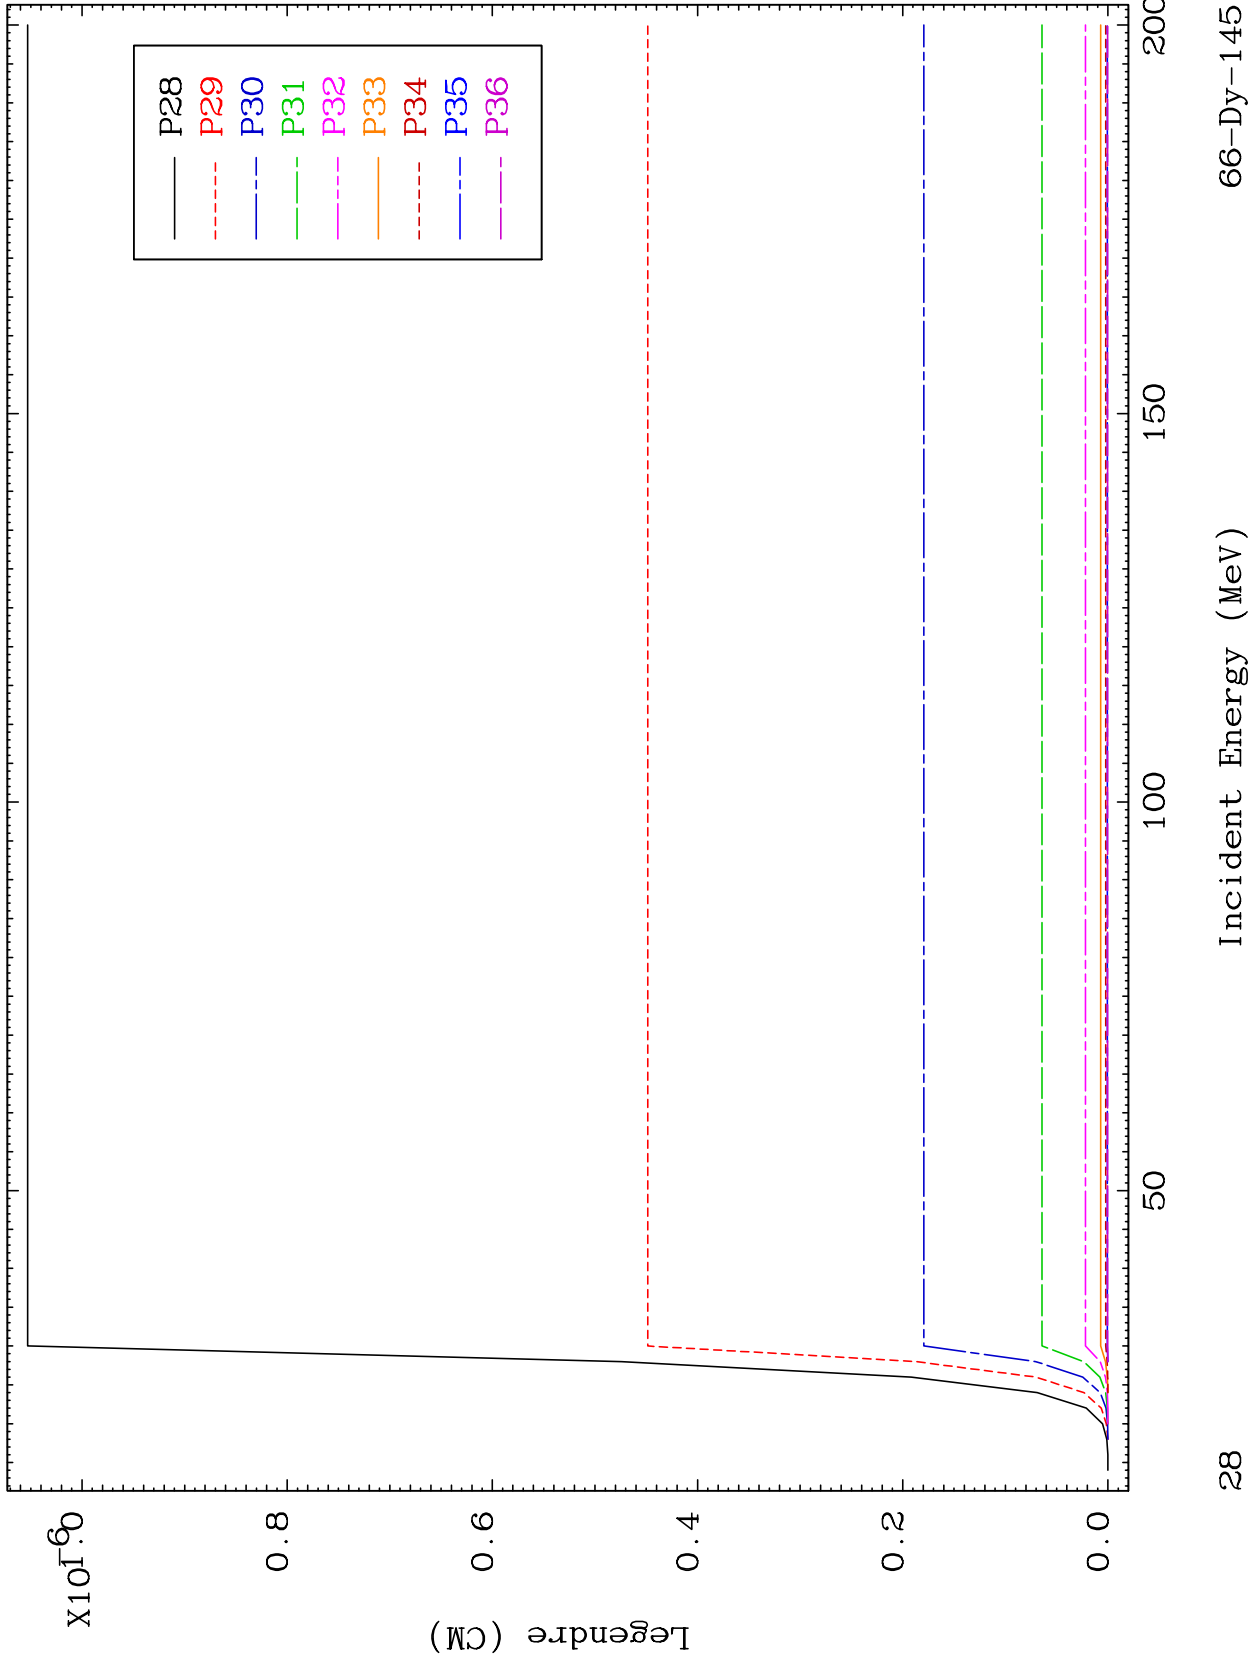 X10-6
1.0
0.8
0.6
0.4
0.2
0.0
Legendre (CM)
P28
P29
P30
P31
P32
P33
P34
P35
P36
50
100
150
200
Incident Energy (MeV)
28
66-Dy-145